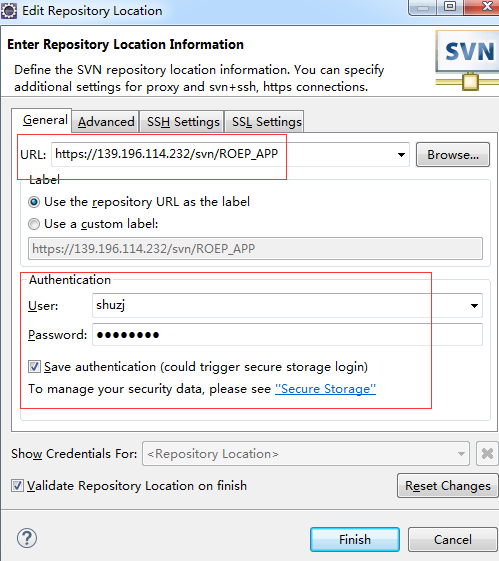 Edit Repository Location
Enter Repository Location Information
Define the SVN repository location information. You can specify
additional settings for proxy and svn+ssh, https connections.
SVN
General Advanced SSH Settings SSL Settings
URL: https://139.196.114.232/svn/ROEP_APP Browse...
Label
Use the repository URL as the label
Use a custom label:
https://139.196.114.232/svn/ROEP_APP
Authentication
User: shuzj
Password: ●●●●●●●●
Save authentication (could trigger secure storage login)
To manage your security data, please see "Secure Storage"
Show Credentials For: <Repository Location>
Validate Repository Location on finish Reset Changes
? Finish Cancel